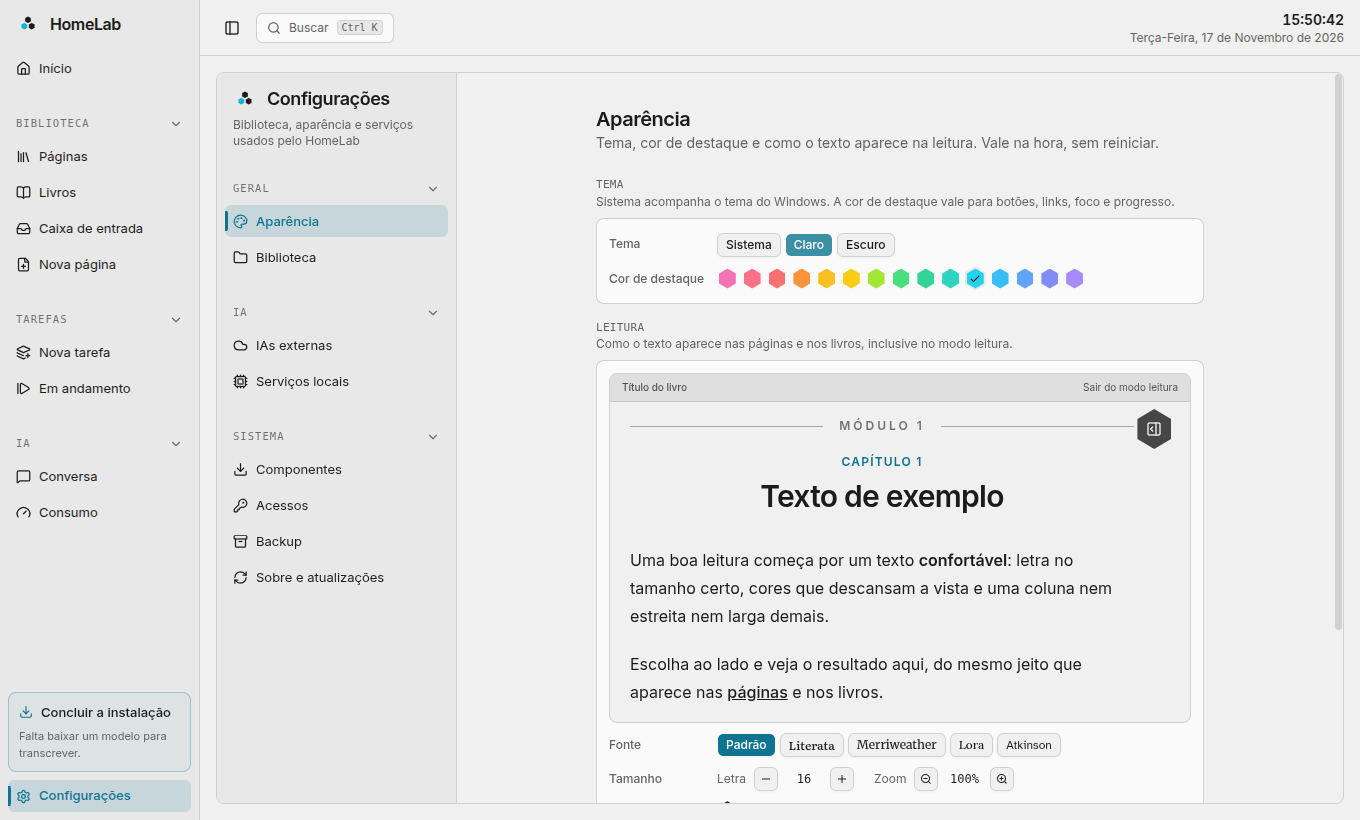 HomeLab
Buscar Ctrl K
15:50:42
Terça-Feira, 17 de Novembro de 2026
Início
BIBLIOTECA
Páginas
Livros
Caixa de entrada
Nova página
TAREFAS
Nova tarefa
Em andamento
IA
Conversa
Consumo
Concluir a instalação
Falta baixar um modelo para
transcrever.
Configurações
Configurações
Biblioteca, aparência e serviços
usados pelo HomeLab
GERAL
Aparência
Biblioteca
IA
IAs externas
Serviços locais
SISTEMA
Componentes
Acessos
Backup
Sobre e atualizações
Aparência
Tema, cor de destaque e como o texto aparece na leitura. Vale na hora, sem reiniciar.
TEMA
Sistema acompanha o tema do Windows. A cor de destaque vale para botões, links, foco e progresso.
Tema Sistema Claro Escuro
Cor de destaque
LEITURA
Como o texto aparece nas páginas e nos livros, inclusive no modo leitura.
Título do livro Sair do modo leitura
MÓDULO 1
CAPÍTULO 1
Texto de exemplo
Uma boa leitura começa por um texto confortável: letra no
tamanho certo, cores que descansam a vista e uma coluna nem
estreita nem larga demais.
Escolha ao lado e veja o resultado aqui, do mesmo jeito que
aparece nas páginas e nos livros.
Fonte Padrão Literata Merriweather Lora Atkinson
Tamanho Letra − 16 + Zoom 100%